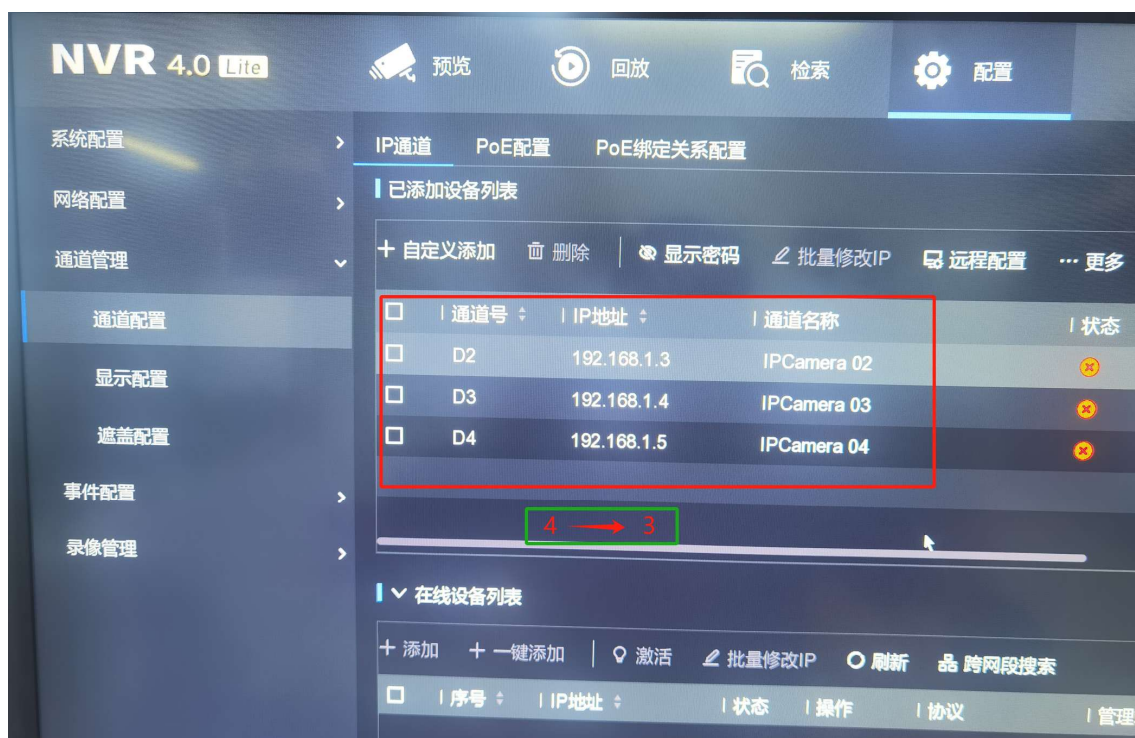 NVR 4.0 Lite 预览 回放 检索 配置
系统配置
网络配置
通道管理
通道配置
显示配置
遮盖配置
事件配置
录像管理
IP通道 PoE配置 PoE绑定关系配置
已添加设备列表
自定义添加 删除 显示密码 批量修改IP 远程配置 ··· 更多
通道号 IP地址 通道名称 状态
D2 192.168.1.3 IPCamera 02
D3 192.168.1.4 IPCamera 03
D4 192.168.1.5 IPCamera 04
4 → 3
在线设备列表
+ 添加 + 一键添加 激活 批量修改IP 刷新 跨网段搜索
序号 IP地址 状态 操作 协议 管理